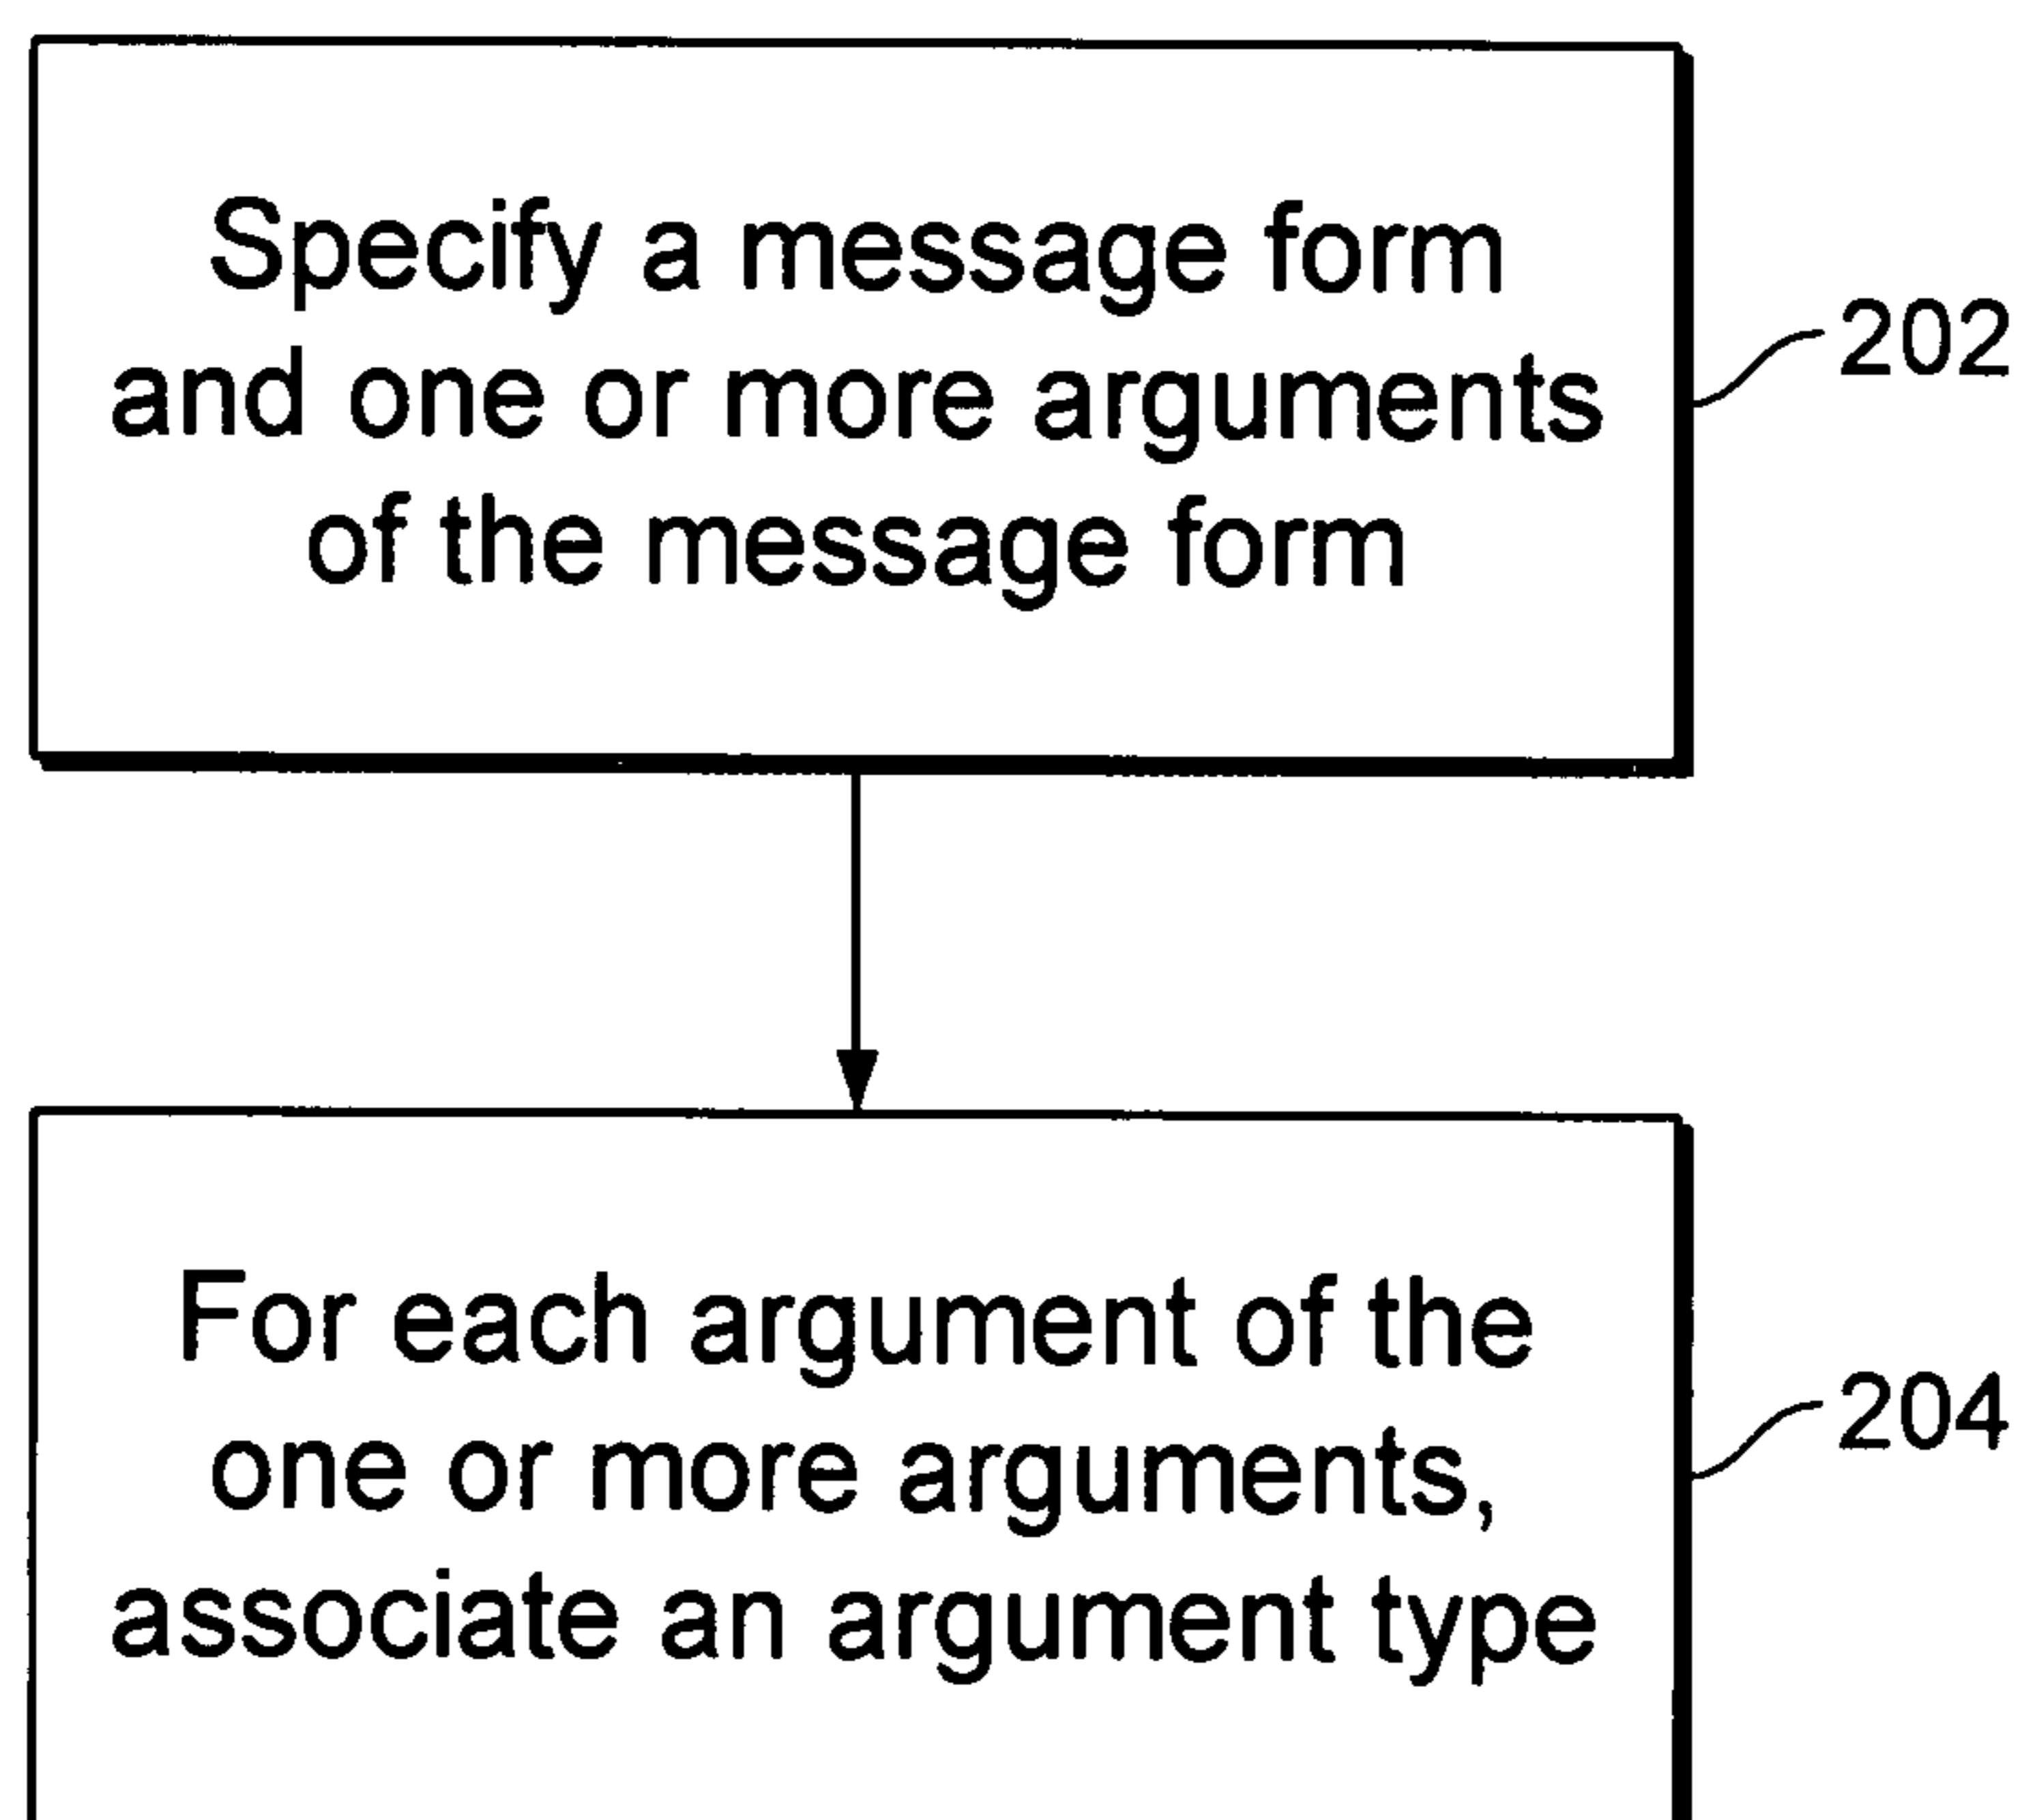 Specify a message form
and one or more arguments
of the message form
202
For each argument of the
one or more arguments,
associate an argument type
204